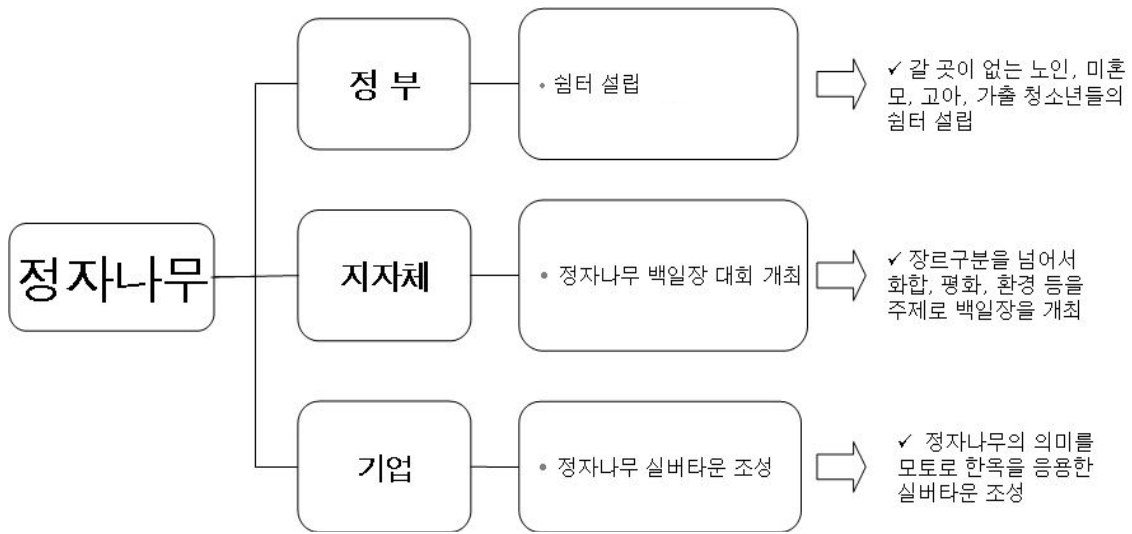 정자나무
정 부
• 쉼터 설립
✓ 갈 곳이 없는 노인, 미혼
모, 고아, 가출 청소년들의
쉼터 설립
지자체
• 정자나무 백일장 대회 개최
✓ 장르구분을 넘어서
화합, 평화, 환경 등을
주제로 백일장을 개최
기업
• 정자나무 실버타운 조성
✓ 정자나무의 의미를
모토로 한옥을 응용한
실버타운 조성